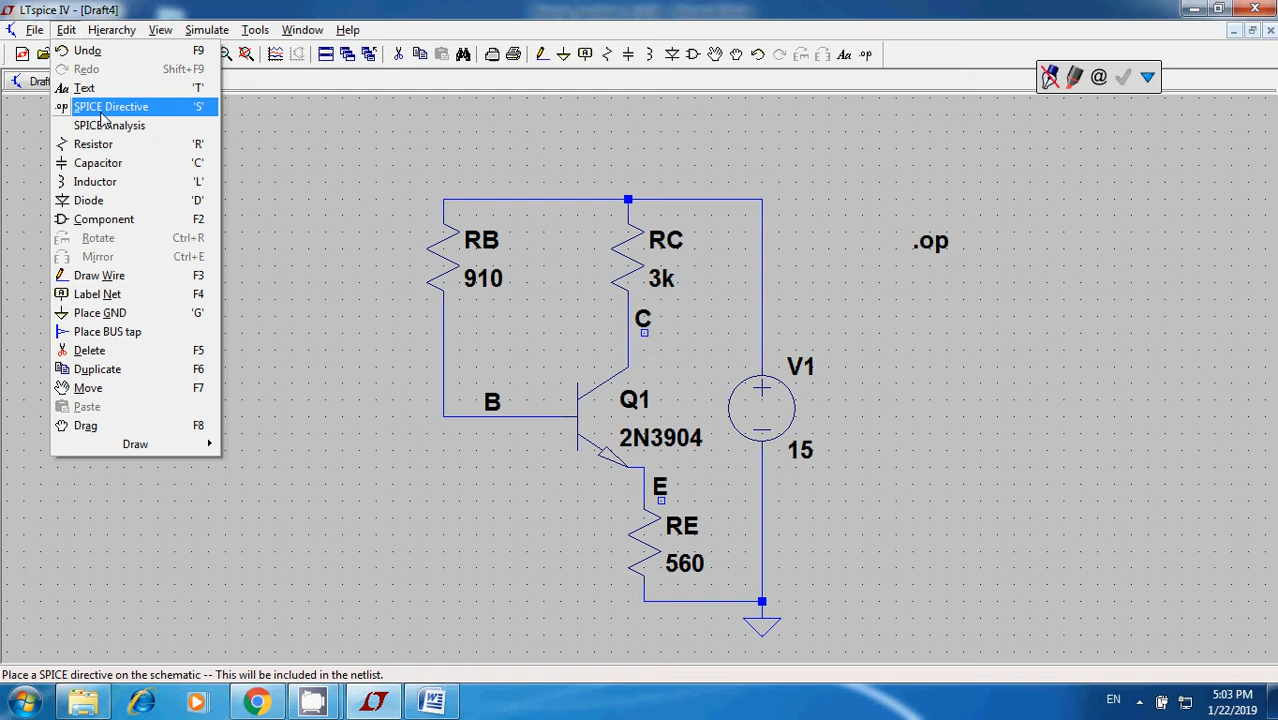 LTspice IV - [Draft4]
File Edit Hierarchy View Simulate Tools Window Help
Draf
Undo F9
Redo Shift+F9
Text 'T'
SPICE Directive 'S'
SPICE Analysis
Resistor 'R'
Capacitor 'C'
Inductor 'L'
Diode 'D'
Component F2
Rotate Ctrl+R
Mirror Ctrl+E
Draw Wire F3
Label Net F4
Place GND 'G'
Place BUS tap
Delete F5
Duplicate F6
Move F7
Paste
Drag F8
Draw
RB
910
RC
3k
C
B
Q1
2N3904
E
RE
560
V1
15
.op
Place a SPICE directive on the schematic -- This will be included in the netlist.
EN
5:03 PM
1/22/2019